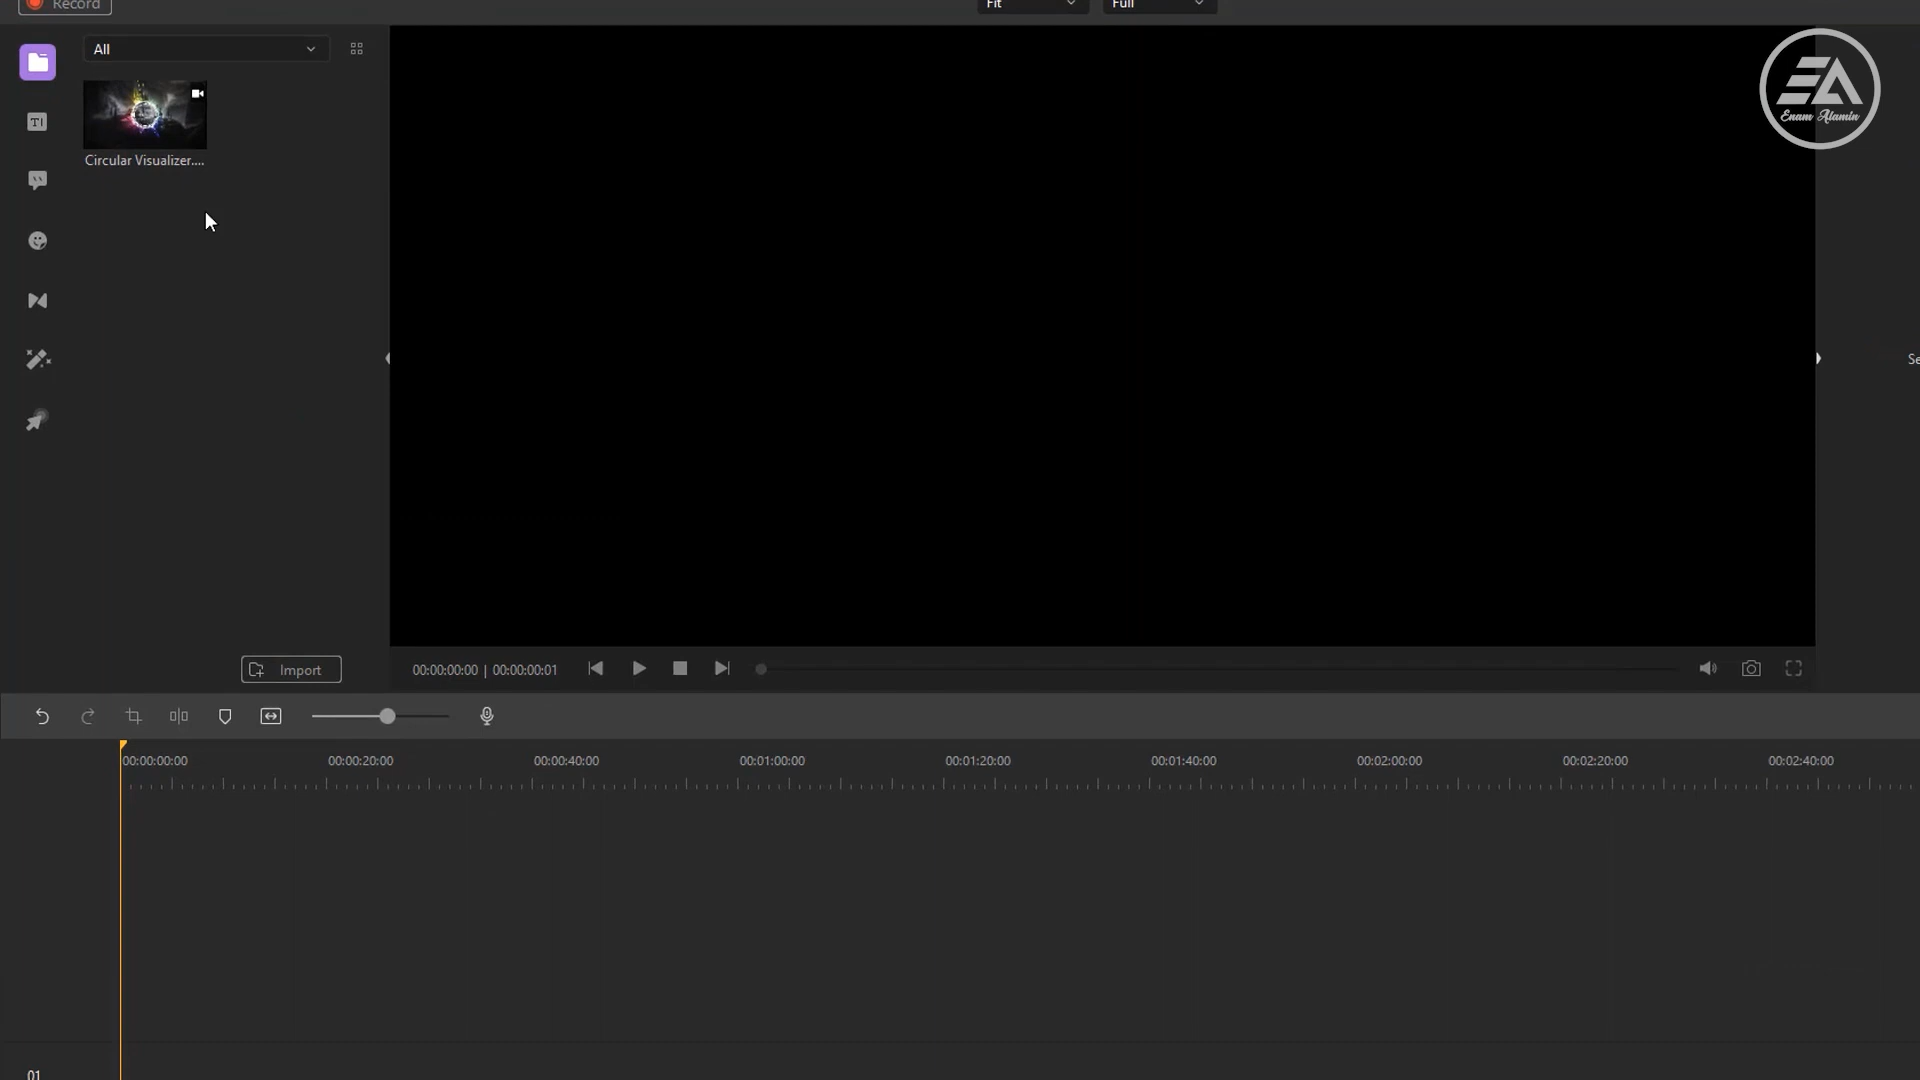 Record
Fit
Full
All
EA
Enam Alamin
TI
Circular Visualizer....
Se
Import
00:00:00:00 | 00:00:00:01
00:00:00:00
00:00:20:00
00:00:40:00
00:01:00:00
00:01:20:00
00:01:40:00
00:02:00:00
00:02:20:00
00:02:40:00
01